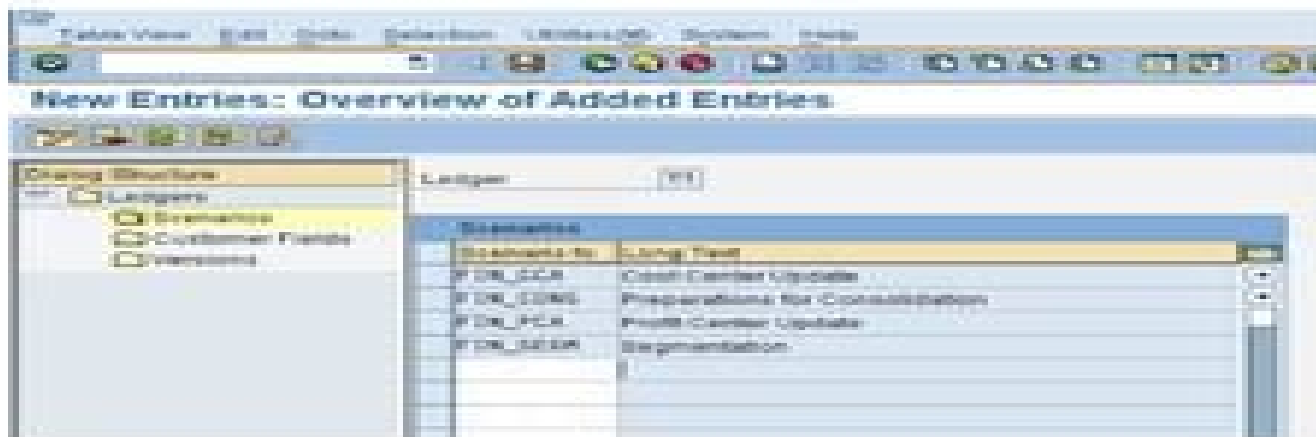 Table View Edit Goto Selection Utilities(M) System Help
New Entries: Overview of Added Entries
Dialog Structure
Ledgers
Scenarios
Customer Fields
Versions
Ledger
Scenarios
Long Text
FIN_CCA Cost Center Update
FIN_CONS Preparations for Consolidation
FIN_PCA Profit Center Update
FIN_SEGM Segmentation